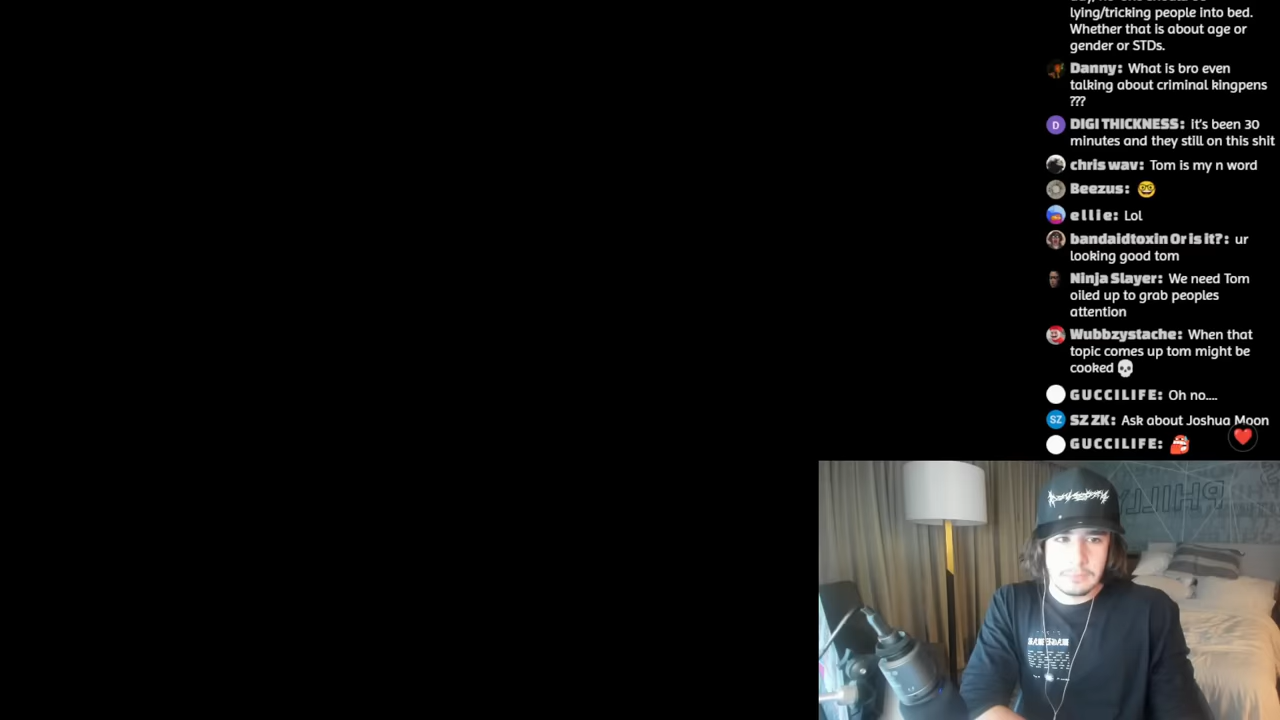 lying/tricking people into bed.
Whether that is about age or
gender or STDs.
Danny: What is bro even
talking about criminal kingpens
???
D
DIGI THICKNESS: it's been 30
minutes and they still on this shit
chris wav: Tom is my n word
Beezus: 🤓
e l l i e: Lol
bandaidtoxin Or is it?: ur
looking good tom
Ninja Slayer: We need Tom
oiled up to grab peoples
attention
Wubbzystache: When that
topic comes up tom might be
cooked 💀
G U C C I L I F E: Oh no....
SZ
SZ ZK: Ask about Joshua Moon
G U C C I L I F E:
PHILLY